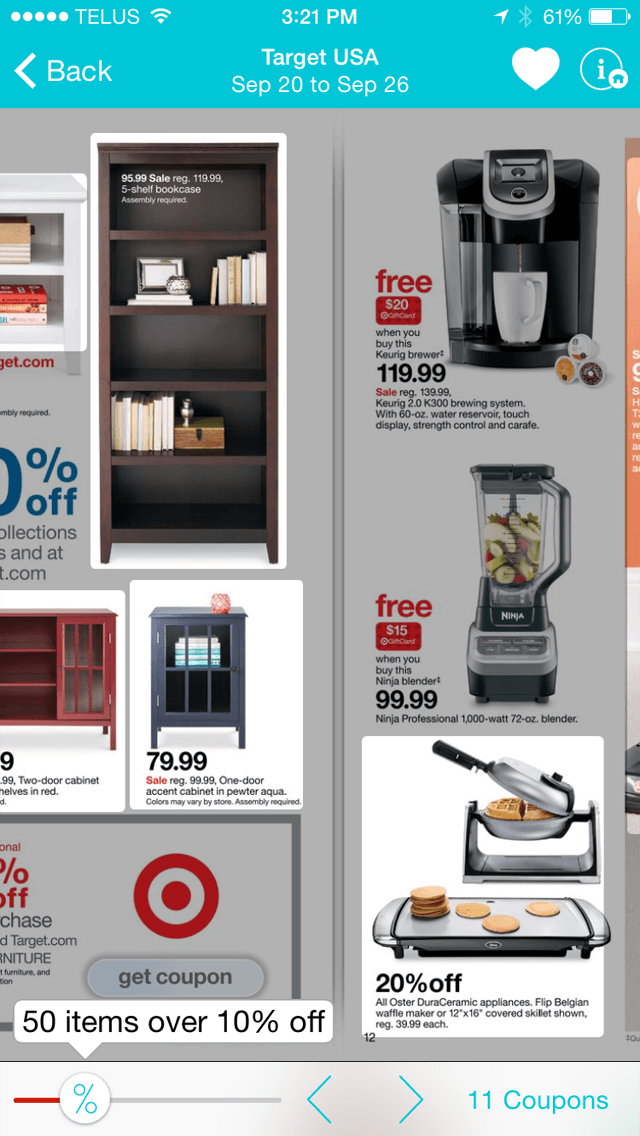 TELUS 3:21 PM 61%
Back
Target USA
Sep 20 to Sep 26
95.99 Sale reg. 119.99,
5-shelf bookcase
Assembly required.
get.com
mbly required.
0% off
ollections
s and at
t.com
free
$20
GiftCard
when you
buy this
Keurig brewer‡
119.99
Sale reg. 139.99,
Keurig 2.0 K300 brewing system.
With 60-oz. water reservoir, touch
display, strength control and carafe.
free
$15
GiftCard
when you
buy this
Ninja blender‡
99.99
Ninja Professional 1,000-watt 72-oz. blender.
NINJA
9
.99, Two-door cabinet
helves in red.
d.
79.99
Sale reg. 99.99, One-door
accent cabinet in pewter aqua.
Colors may vary by store. Assembly required.
onal
%
off
chase
d Target.com
RNITURE
t furniture, and
tion
get coupon
20% off
All Oster DuraCeramic appliances. Flip Belgian
waffle maker or 12"x16" covered skillet shown,
reg. 39.99 each.
12
50 items over 10% off
%
11 Coupons